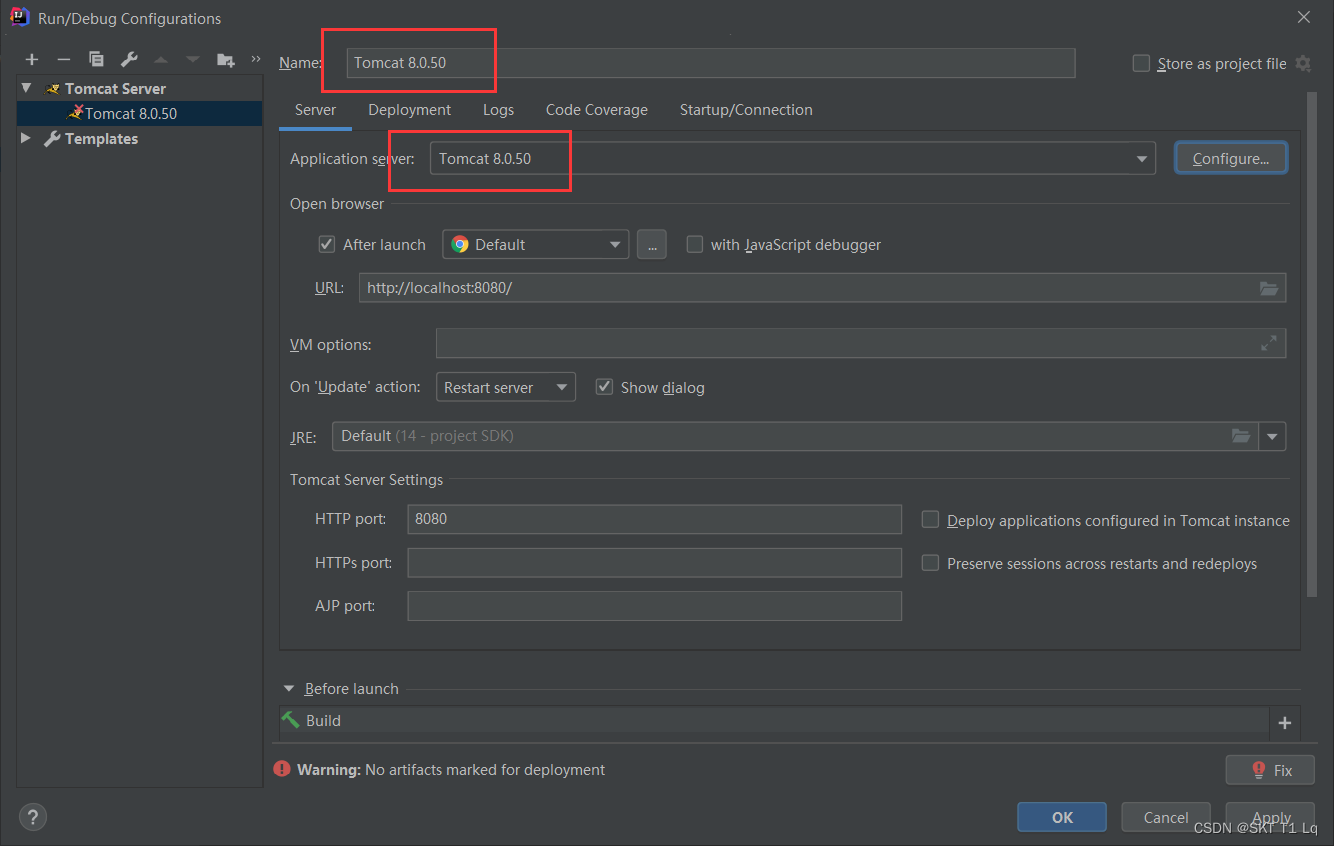 Run/Debug Configurations
Name: Tomcat 8.0.50
Store as project file
Tomcat Server
Tomcat 8.0.50
Templates
Server Deployment Logs Code Coverage Startup/Connection
Application server: Tomcat 8.0.50 Configure...
Open browser
After launch Default ... with JavaScript debugger
URL: http://localhost:8080/
VM options:
On 'Update' action: Restart server Show dialog
JRE: Default (14 - project SDK)
Tomcat Server Settings
HTTP port: 8080 Deploy applications configured in Tomcat instance
HTTPs port: Preserve sessions across restarts and redeploys
AJP port:
Before launch
Build
Warning: No artifacts marked for deployment Fix
? OK Cancel Apply
CSDN @SKT T1 Lq